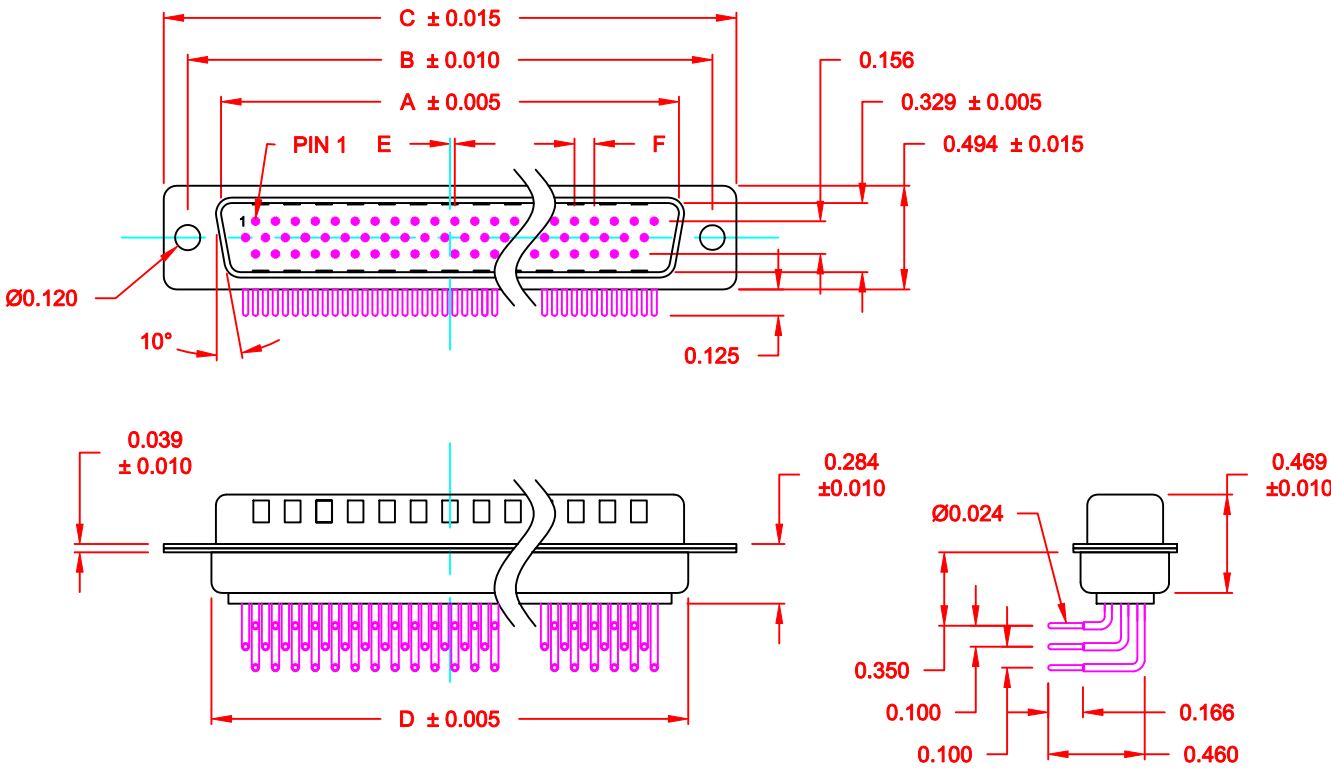 C ± 0.015
B ± 0.010
0.156
A ± 0.005
0.329 ± 0.005
PIN 1
E
F
0.494 ± 0.015
1
Ø0.120
10°
0.125
0.039
± 0.010
0.284
±0.010
0.469
±0.010
Ø0.024
0.350
D ± 0.005
0.100
0.166
0.100
0.460